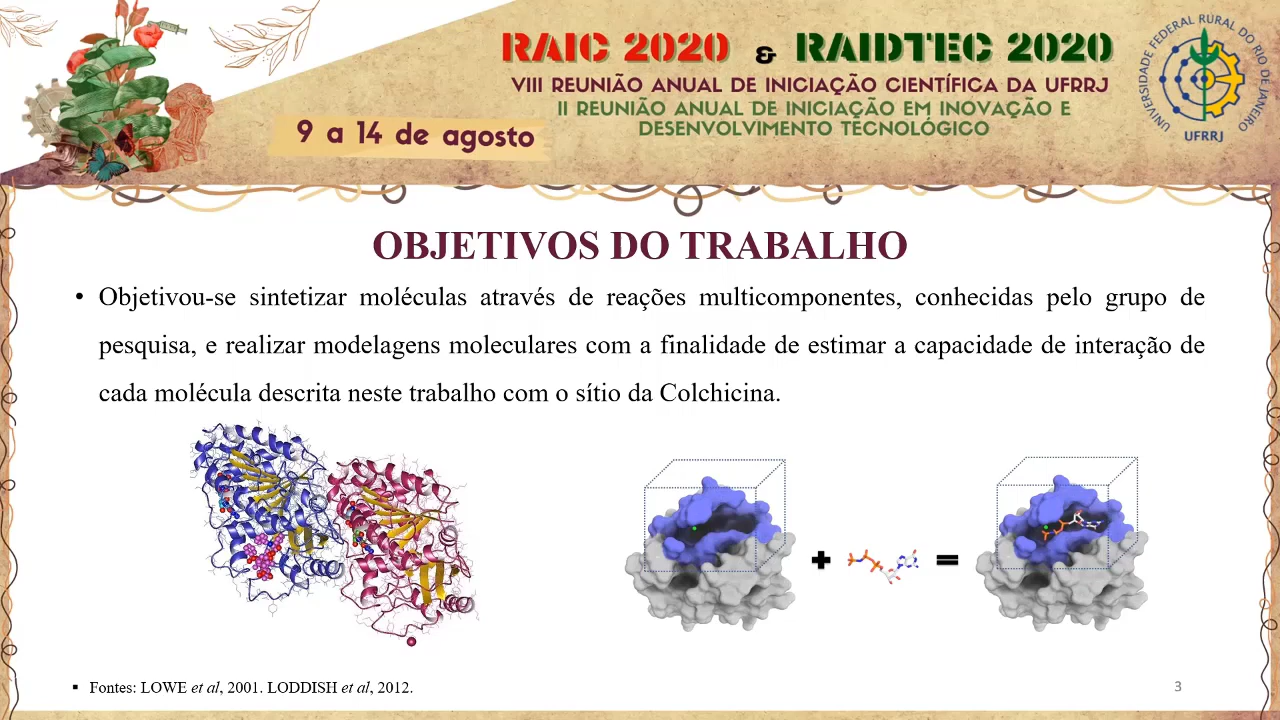 RAIC 2020 & RAIDTEC 2020
VIII REUNIÃO ANUAL DE INICIAÇÃO CIENTÍFICA DA UFRRJ
II REUNIÃO ANUAL DE INICIAÇÃO EM INOVAÇÃO E
DESENVOLVIMENTO TECNOLÓGICO
9 a 14 de agosto
UNIVERSIDADE FEDERAL RURAL DO RIO DE JANEIRO
UFRRJ
OBJETIVOS DO TRABALHO
• Objetivou-se sintetizar moléculas através de reações multicomponentes, conhecidas pelo grupo de
pesquisa, e realizar modelagens moleculares com a finalidade de estimar a capacidade de interação de
cada molécula descrita neste trabalho com o sítio da Colchicina.
+ =
▪ Fontes: LOWE et al, 2001. LODDISH et al, 2012.
3